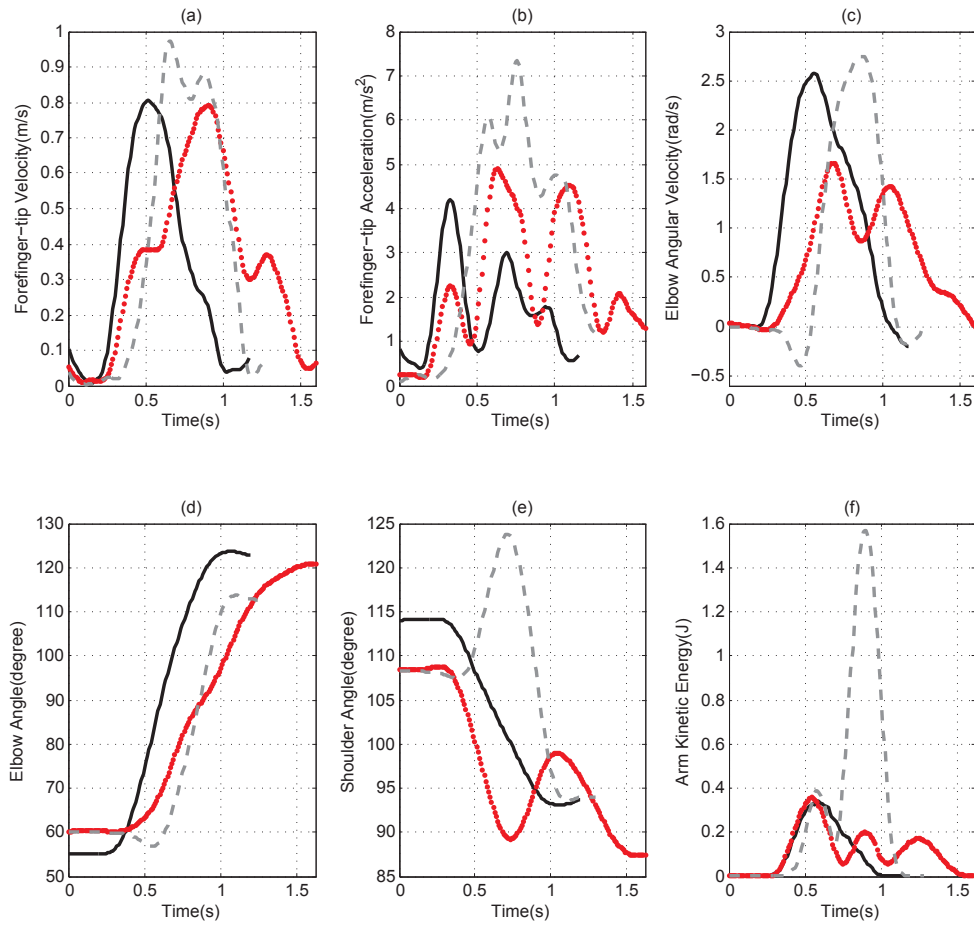 (a)
Forefinger-tip Velocity(m/s)
1
0.9
0.8
0.7
0.6
0.5
0.4
0.3
0.2
0.1
0
0 0.5 1 1.5
Time(s)
(b)
Forefinger-tip Acceleration(m/s²)
8
7
6
5
4
3
2
1
0
0 0.5 1 1.5
Time(s)
(c)
Elbow Angular Velocity(rad/s)
3
2.5
2
1.5
1
0.5
0
−0.5
0 0.5 1 1.5
Time(s)
(d)
Elbow Angle(degree)
130
120
110
100
90
80
70
60
50
0 0.5 1 1.5
Time(s)
(e)
Shoulder Angle(degree)
125
120
115
110
105
100
95
90
85
0 0.5 1 1.5
Time(s)
(f)
Arm Kinetic Energy(J)
1.6
1.4
1.2
1
0.8
0.6
0.4
0.2
0
0 0.5 1 1.5
Time(s)